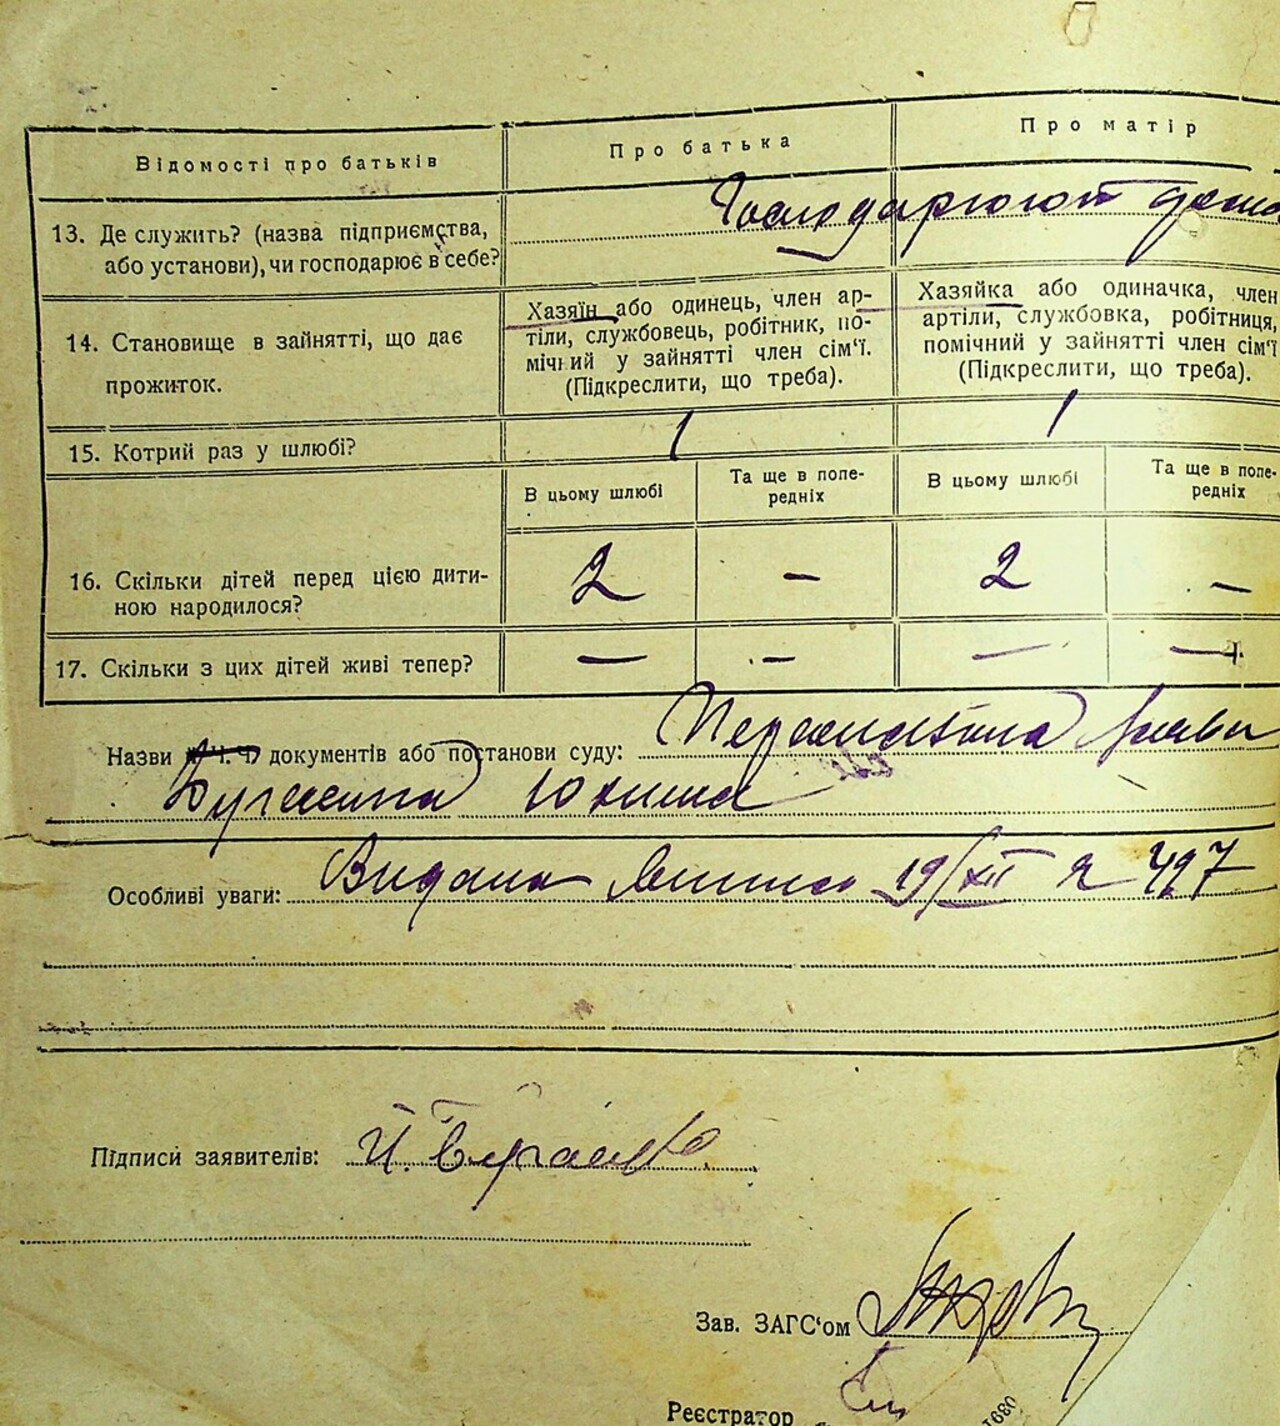 Відомості про батьків
Про батька
Про матір
13. Де служить? (назва підприємства,
або установи), чи господарює в себе?
Господарюют дома
14. Становище в зайнятті, що дає
прожиток.
Хазяїн або одинець, член ар-
тіли, службовець, робітник, по-
мічний у зайнятті член сім‘ї.
(Підкреслити, що треба).
Хазяйка або одиначка, член
артіли, службовка, робітниця,
помічний у зайнятті член сім‘ї
(Підкреслити, що треба).
15. Котрий раз у шлюбі?
1
1
В цьому шлюбі
Та ще в попе-
редніх
В цьому шлюбі
Та ще в попе-
редніх
16. Скільки дітей перед цією дити-
ною народилося?
2
–
2
–
17. Скільки з цих дітей живі тепер?
–
–
–
–
Назви документів або постанови суду:
Особливі уваги: Видана 19/XII 427
Підписи заявителів: Й.
Зав. ЗАГС‘ом
Реєстратор